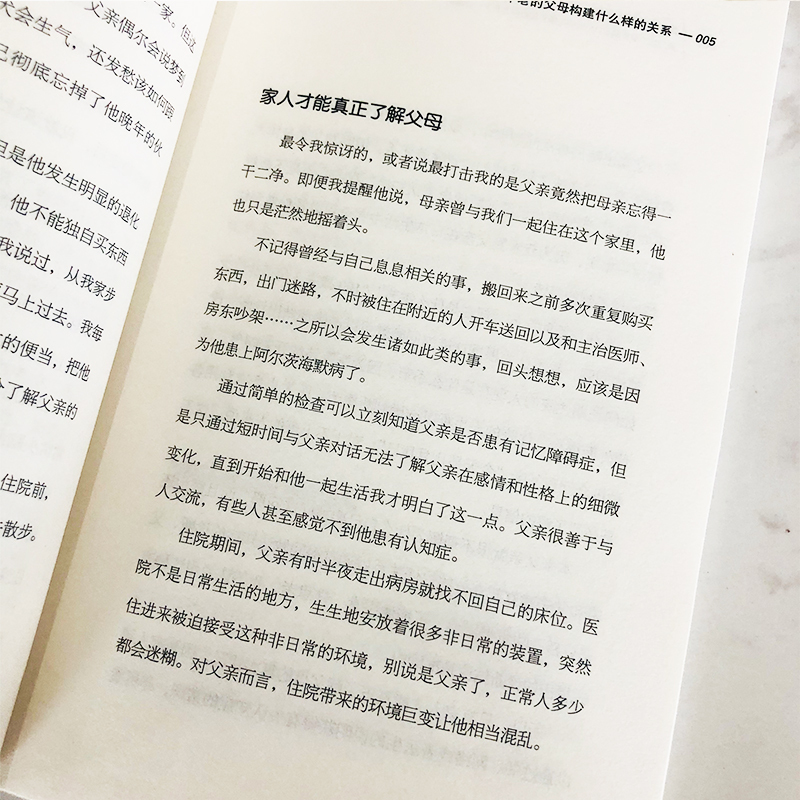 一家。但这
父亲偶尔会说梦到
会生气，还发愁该如何跟
已彻底忘掉了他晚年的伙
但是他发生明显的退化
他不能独自买东西
我说过，从我家步
马上过去。我每
的便当，把他
了解父亲的
住院前，
散步。
的父母构建什么样的关系 — 005
家人才能真正了解父母
最令我惊讶的，或者说最打击我的是父亲竟然把母亲忘得一
干二净。即便我提醒他说，母亲曾与我们一起住在这个家里，他
也只是茫然地摇着头。
不记得曾经与自己息息相关的事，搬回来之前多次重复购买
东西，出门迷路，不时被住在附近的人开车送回以及和主治医师、
房东吵架……之所以会发生诸如此类的事，回头想想，应该是因
为他患上阿尔茨海默病了。
通过简单的检查可以立刻知道父亲是否患有记忆障碍症，但
是只通过短时间与父亲对话无法了解父亲在感情和性格上的细微
变化，直到开始和他一起生活我才明白了这一点。父亲很善于与
人交流，有些人甚至感觉不到他患有认知症。
住院期间，父亲有时半夜走出病房就找不回自己的床位。医
院不是日常生活的地方，生生地安放着很多非日常的装置，突然
住进来被迫接受这种非日常的环境，别说是父亲了，正常人多少
都会迷糊。对父亲而言，住院带来的环境巨变让他相当混乱。